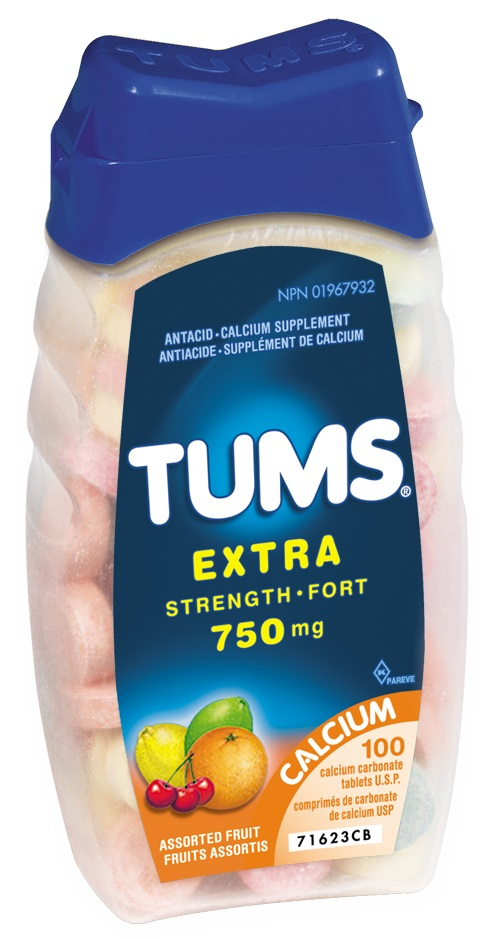 TUMS
NPN 01967932
ANTACID • CALCIUM SUPPLEMENT
ANTIACIDE • SUPPLÉMENT DE CALCIUM
TUMS®
EXTRA
STRENGTH • FORT
750 mg
PAREVE
CALCIUM
100
calcium carbonate
tablets U.S.P.
comprimés de carbonate
de calcium USP
71623CB
ASSORTED FRUIT
FRUITS ASSORTIS